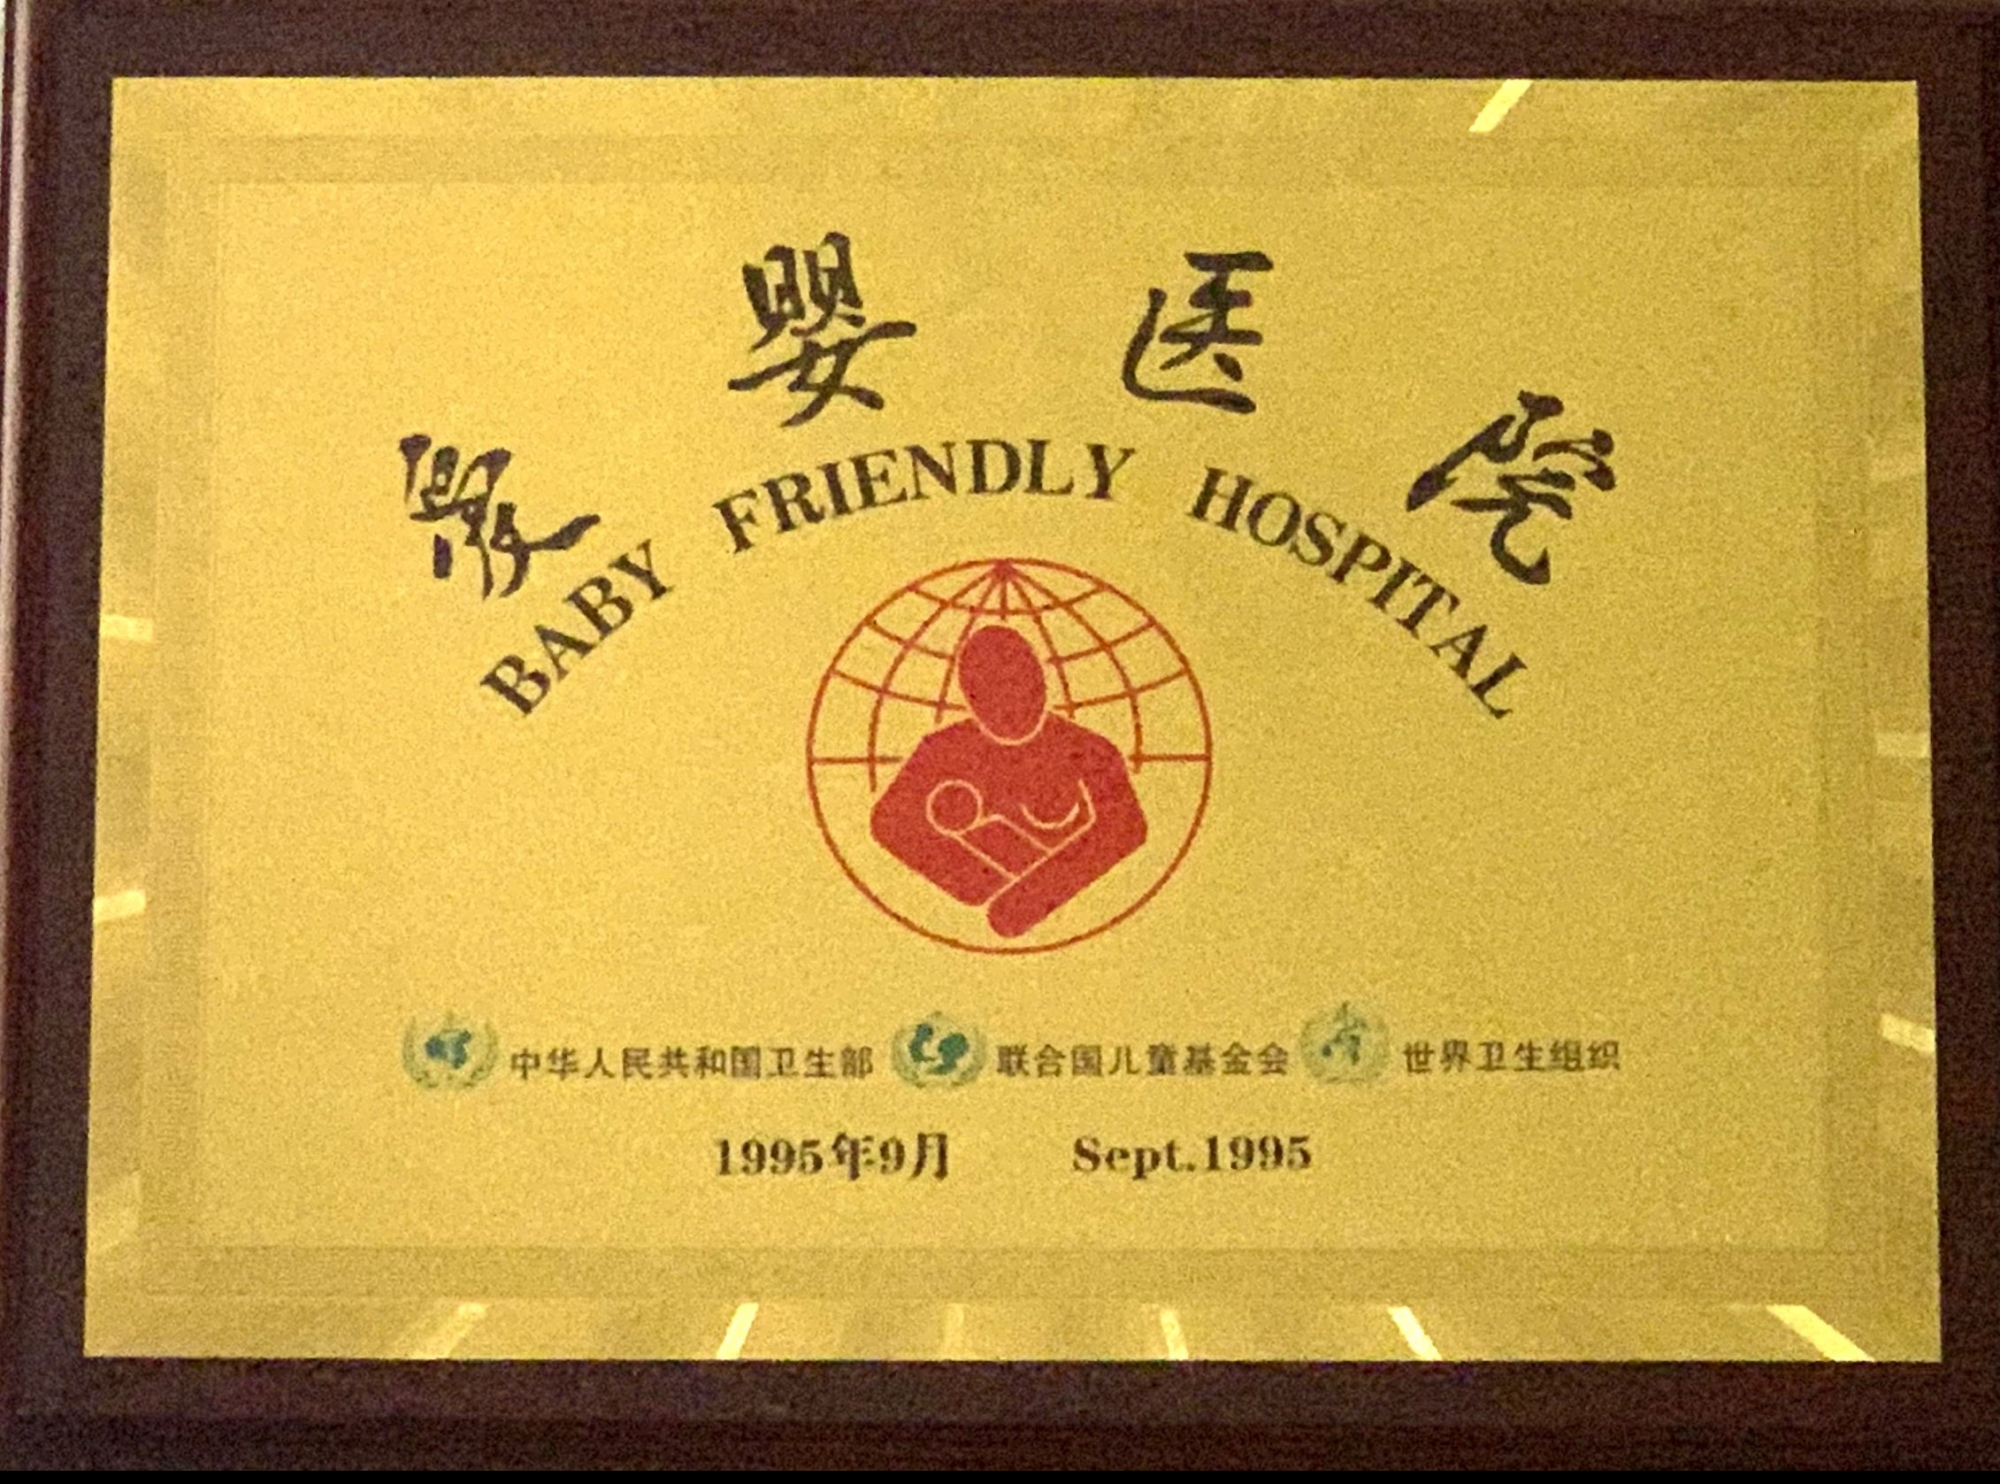 爱婴医院
BABY FRIENDLY HOSPITAL
中华人民共和国卫生部 联合国儿童基金会 世界卫生组织
1995年9月 Sept.1995